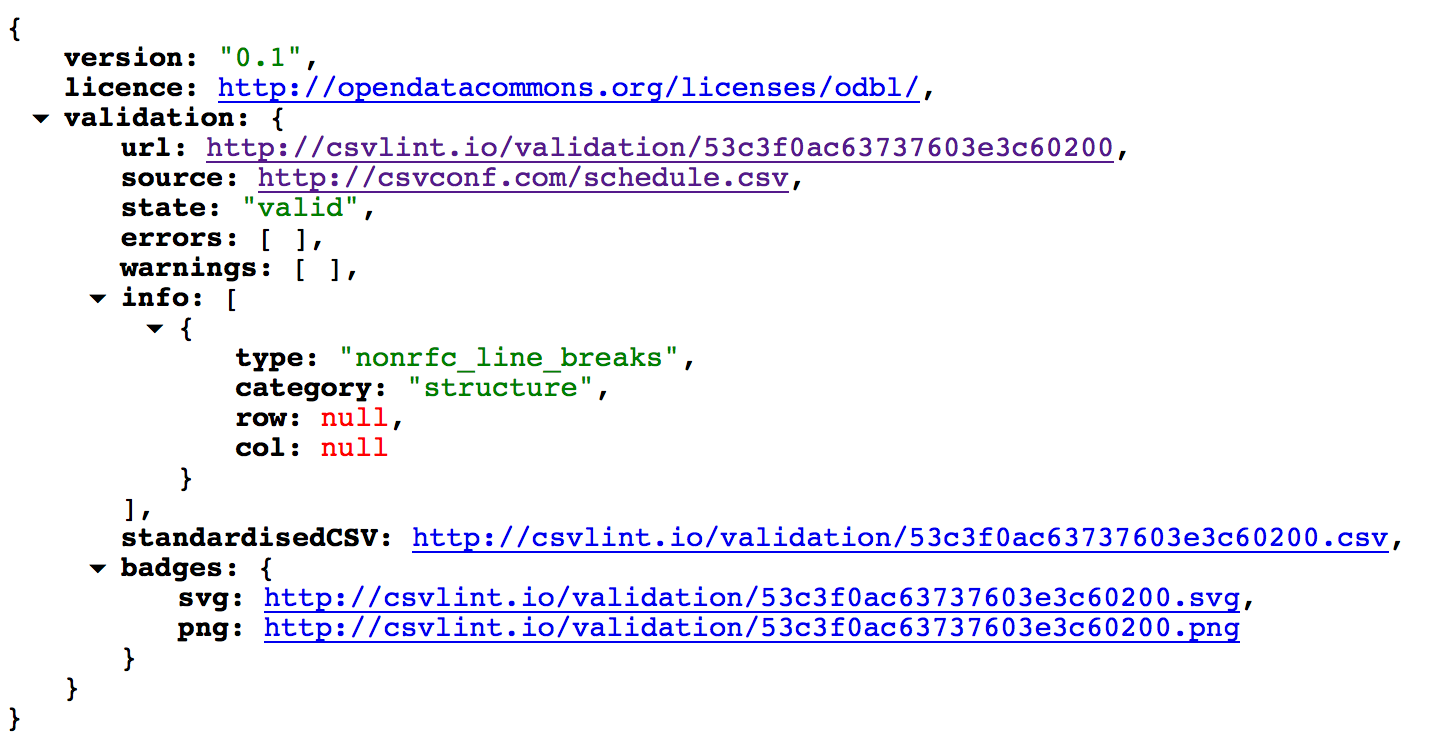 {
version: "0.1",
licence: http://opendatacommons.org/licenses/odbl/,
validation: {
url: http://csvlint.io/validation/53c3f0ac63737603e3c60200,
source: http://csvconf.com/schedule.csv,
state: "valid",
errors: [ ],
warnings: [ ],
info: [
{
type: "nonrfc_line_breaks",
category: "structure",
row: null,
col: null
}
],
standardisedCSV: http://csvlint.io/validation/53c3f0ac63737603e3c60200.csv,
badges: {
svg: http://csvlint.io/validation/53c3f0ac63737603e3c60200.svg,
png: http://csvlint.io/validation/53c3f0ac63737603e3c60200.png
}
}
}